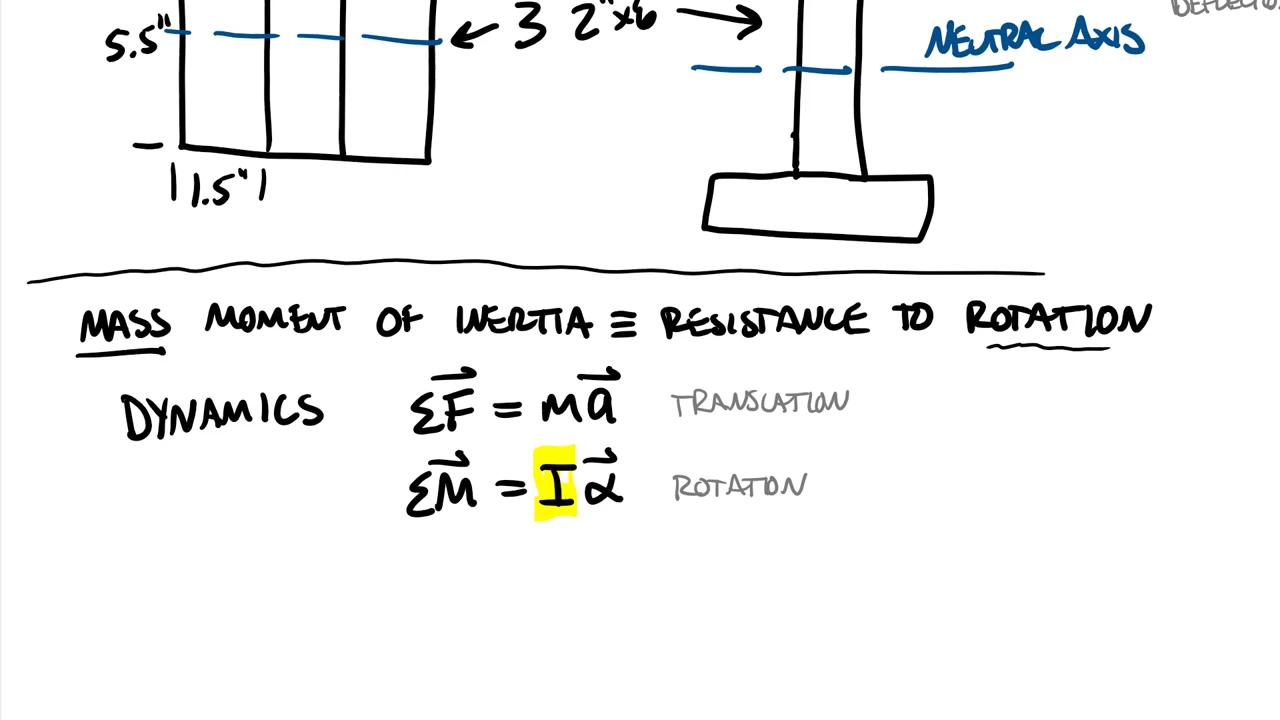 5.5"
3 2"x6
NEUTRAL AXIS
1.5"
MASS MOMENT OF INERTIA ≡ RESISTANCE TO ROTATION
DYNAMICS ΣF⃗ = ma⃗ TRANSLATION
ΣM⃗ = Iα⃗ ROTATION